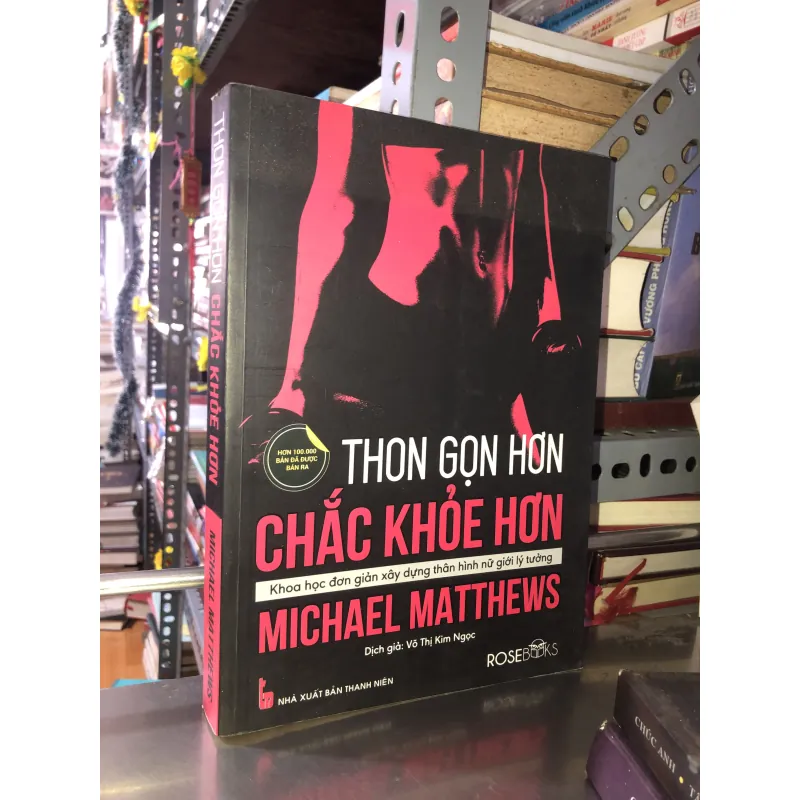 THON GỌN HƠN CHẮC KHỎE HƠN MICHAEL MATTHEWS
HƠN 100.000
BẢN ĐÃ ĐƯỢC
BÁN RA
THON GỌN HƠN
CHẮC KHỎE HƠN
Khoa học đơn giản xây dựng thân hình nữ giới lý tưởng
MICHAEL MATTHEWS
Dịch giả: Võ Thị Kim Ngọc
ROSEBOOKS
NHÀ XUẤT BẢN THANH NIÊN
CHÚC ANH